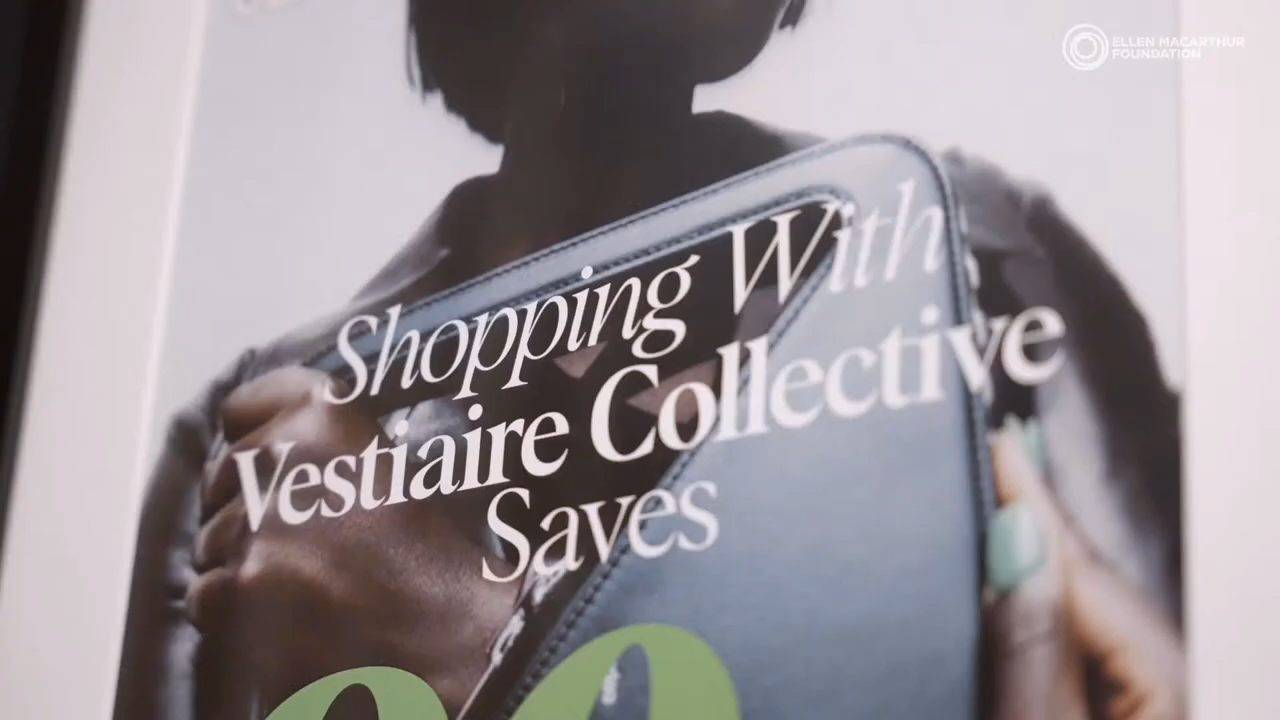 ELLEN MACARTHUR
FOUNDATION
Shopping With
Vestiaire Collective
Saves